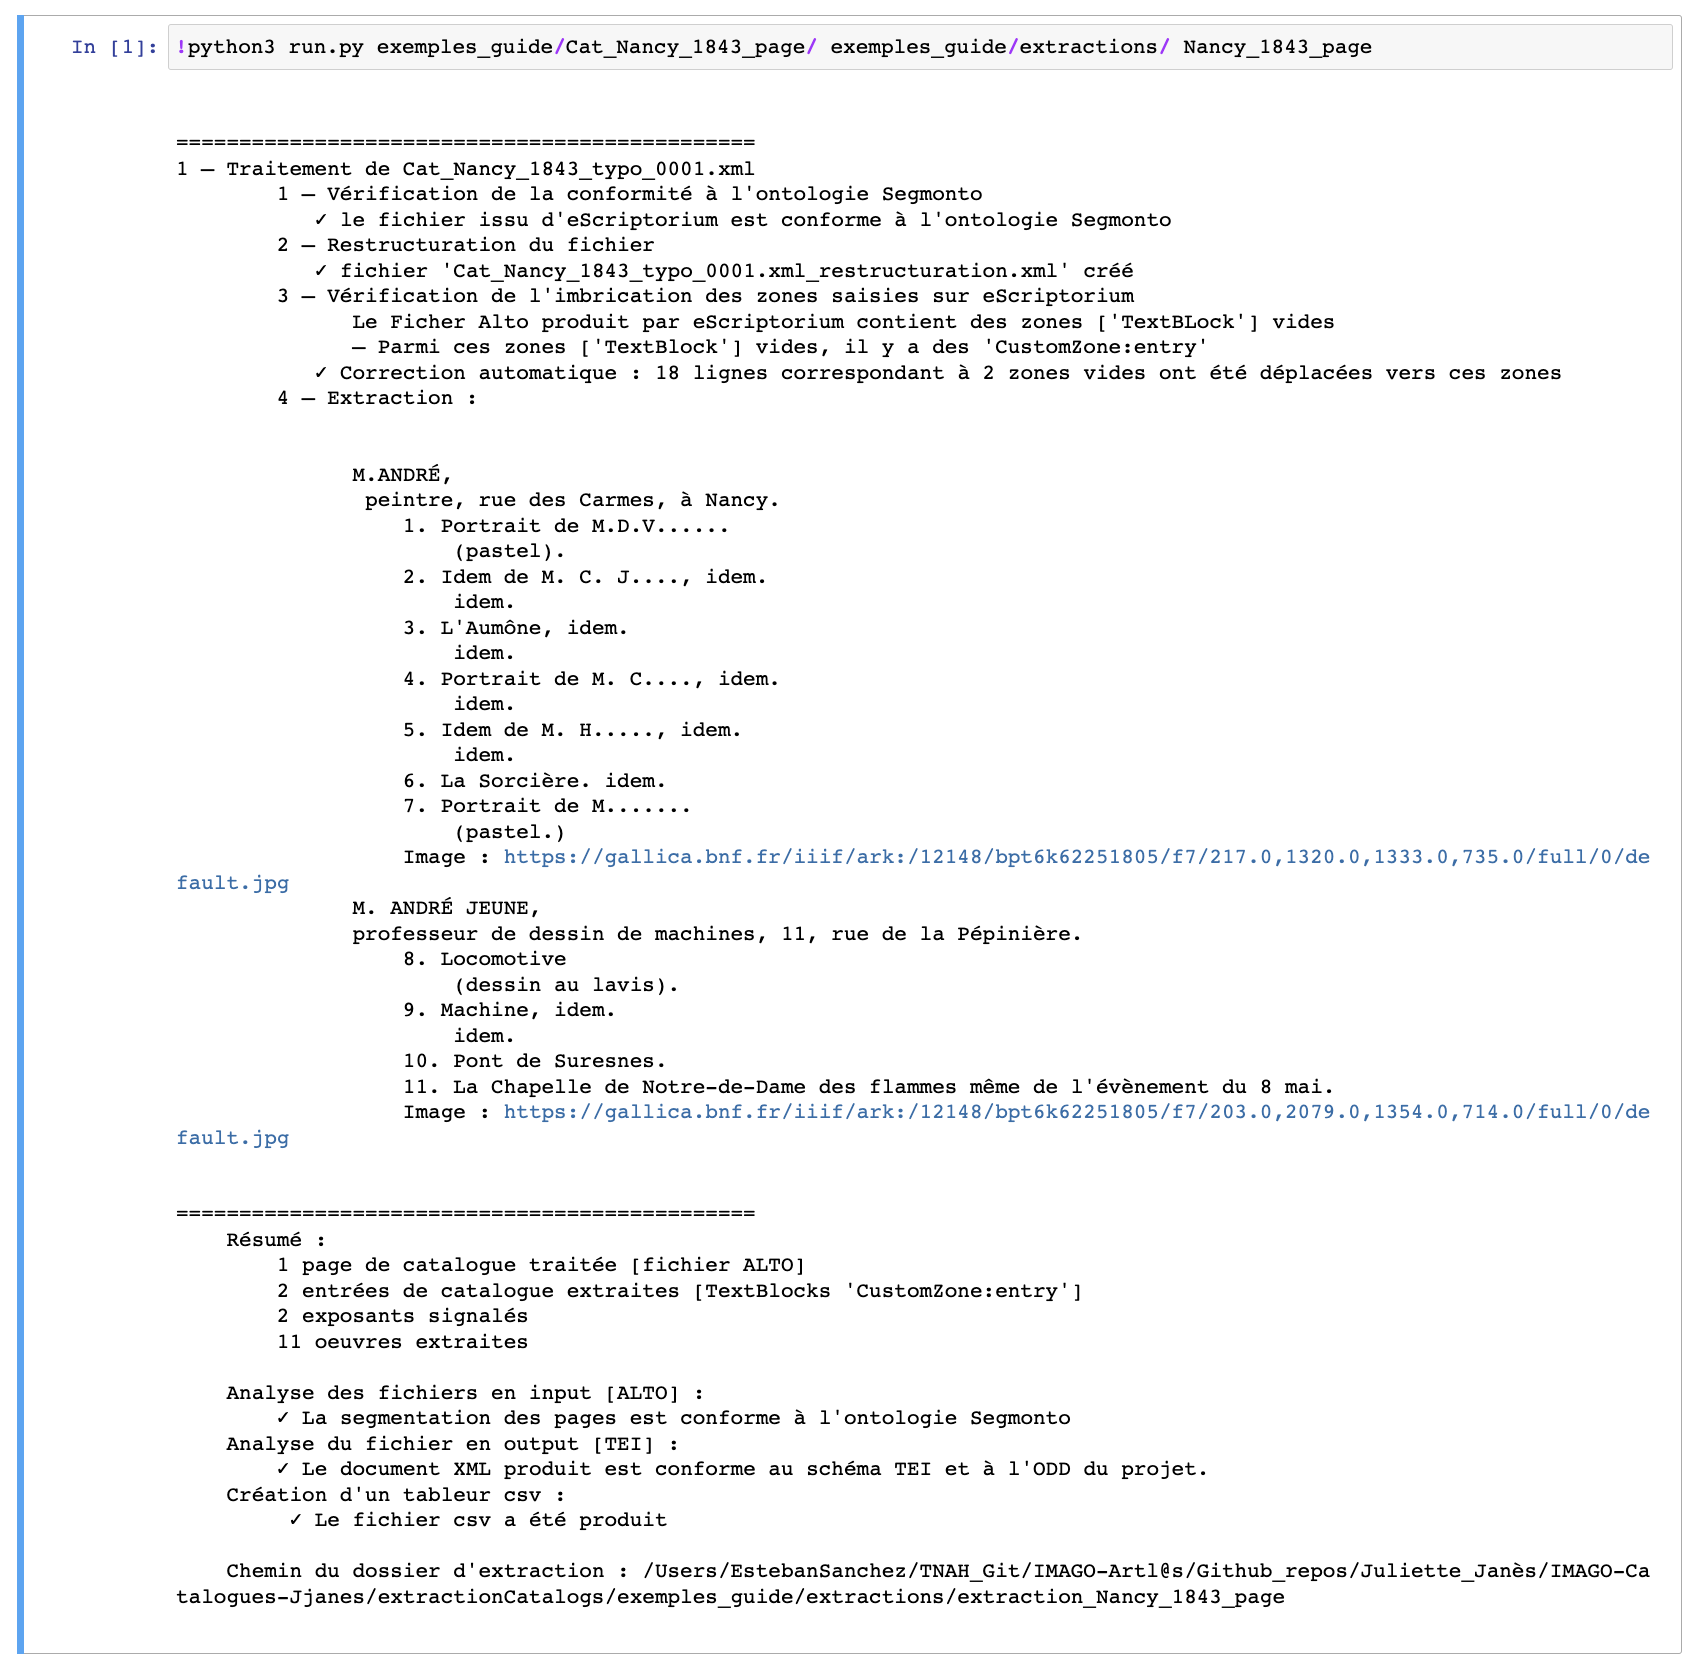 In [1]: !python3 run.py exemples_guide/Cat_Nancy_1843_page/ exemples_guide/extractions/ Nancy_1843_page
==============================================
1 — Traitement de Cat_Nancy_1843_typo_0001.xml
1 — Vérification de la conformité à l'ontologie Segmonto
✓ le fichier issu d'eScriptorium est conforme à l'ontologie Segmonto
2 — Restructuration du fichier
✓ fichier 'Cat_Nancy_1843_typo_0001.xml_restructuration.xml' créé
3 — Vérification de l'imbrication des zones saisies sur eScriptorium
Le Ficher Alto produit par eScriptorium contient des zones ['TextBLock'] vides
— Parmi ces zones ['TextBlock'] vides, il y a des 'CustomZone:entry'
✓ Correction automatique : 18 lignes correspondant à 2 zones vides ont été déplacées vers ces zones
4 — Extraction :
M.ANDRÉ,
peintre, rue des Carmes, à Nancy.
1. Portrait de M.D.V......
(pastel).
2. Idem de M. C. J...., idem.
idem.
3. L'Aumône, idem.
idem.
4. Portrait de M. C...., idem.
idem.
5. Idem de M. H....., idem.
idem.
6. La Sorcière. idem.
7. Portrait de M.......
(pastel.)
Image : https://gallica.bnf.fr/iiif/ark:/12148/bpt6k62251805/f7/217.0,1320.0,1333.0,735.0/full/0/de
fault.jpg
M. ANDRÉ JEUNE,
professeur de dessin de machines, 11, rue de la Pépinière.
8. Locomotive
(dessin au lavis).
9. Machine, idem.
idem.
10. Pont de Suresnes.
11. La Chapelle de Notre-de-Dame des flammes même de l'évènement du 8 mai.
Image : https://gallica.bnf.fr/iiif/ark:/12148/bpt6k62251805/f7/203.0,2079.0,1354.0,714.0/full/0/de
fault.jpg
==============================================
Résumé :
1 page de catalogue traitée [fichier ALTO]
2 entrées de catalogue extraites [TextBlocks 'CustomZone:entry']
2 exposants signalés
11 oeuvres extraites
Analyse des fichiers en input [ALTO] :
✓ La segmentation des pages est conforme à l'ontologie Segmonto
Analyse du fichier en output [TEI] :
✓ Le document XML produit est conforme au schéma TEI et à l'ODD du projet.
Création d'un tableur csv :
✓ Le fichier csv a été produit
Chemin du dossier d'extraction : /Users/EstebanSanchez/TNAH_Git/IMAGO-Artl@s/Github_repos/Juliette_Janès/IMAGO-Ca
talogues-Jjanes/extractionCatalogs/exemples_guide/extractions/extraction_Nancy_1843_page